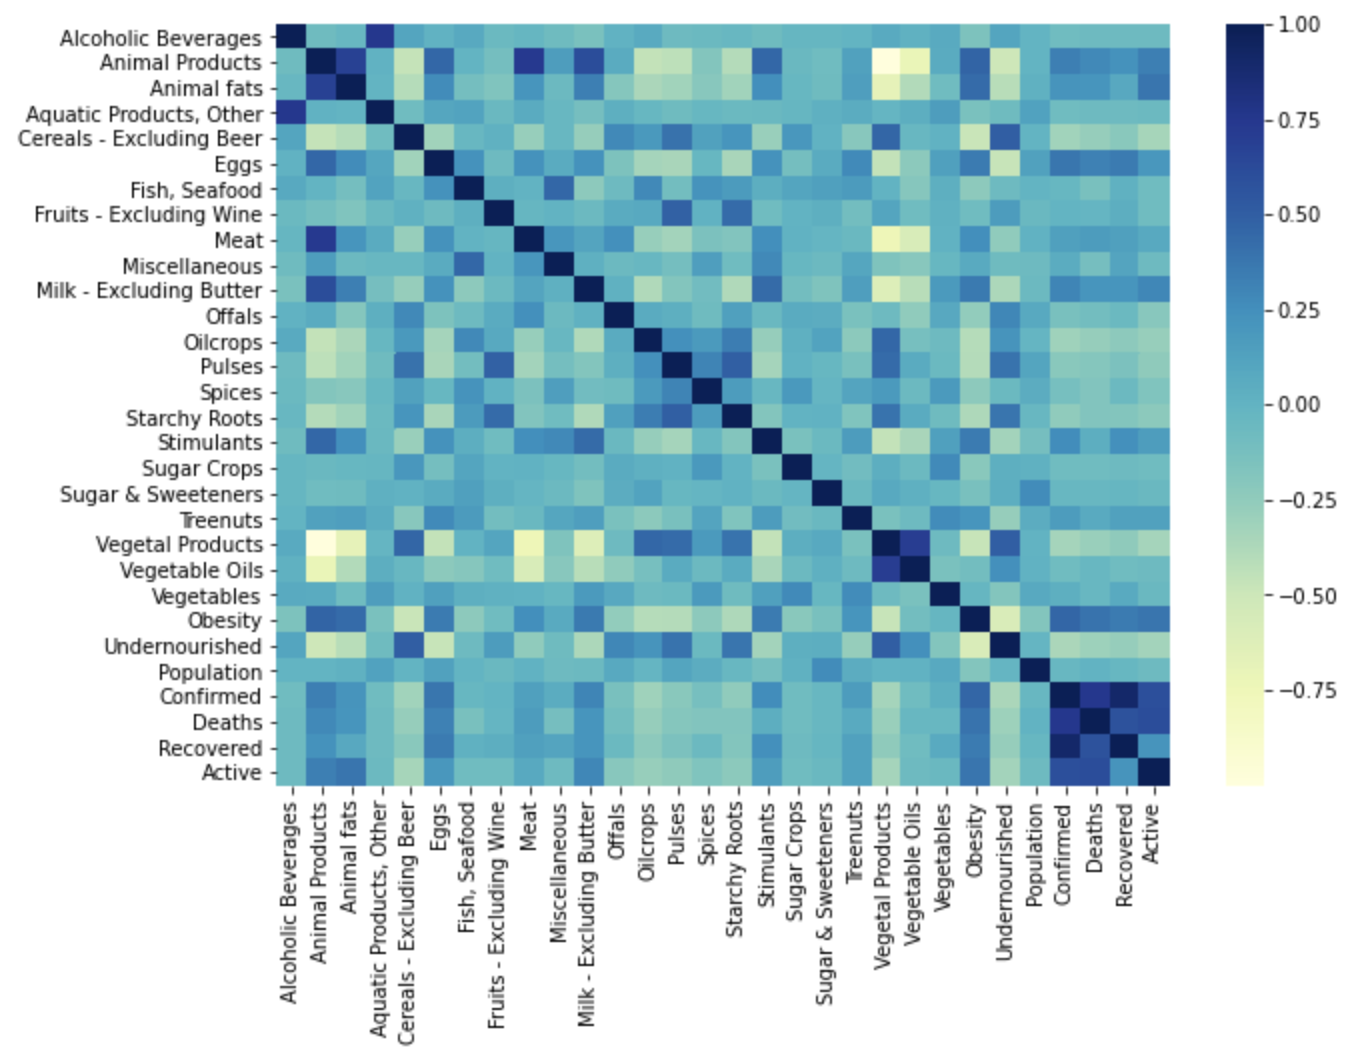 Alcoholic Beverages
Animal Products
Animal fats
Aquatic Products, Other
Cereals - Excluding Beer
Eggs
Fish, Seafood
Fruits - Excluding Wine
Meat
Miscellaneous
Milk - Excluding Butter
Offals
Oilcrops
Pulses
Spices
Starchy Roots
Stimulants
Sugar Crops
Sugar & Sweeteners
Treenuts
Vegetal Products
Vegetable Oils
Vegetables
Obesity
Undernourished
Population
Confirmed
Deaths
Recovered
Active
Alcoholic Beverages
Animal Products
Animal fats
Aquatic Products, Other
Cereals - Excluding Beer
Eggs
Fish, Seafood
Fruits - Excluding Wine
Meat
Miscellaneous
Milk - Excluding Butter
Offals
Oilcrops
Pulses
Spices
Starchy Roots
Stimulants
Sugar Crops
Sugar & Sweeteners
Treenuts
Vegetal Products
Vegetable Oils
Vegetables
Obesity
Undernourished
Population
Confirmed
Deaths
Recovered
Active
1.00
0.75
0.50
0.25
0.00
−0.25
−0.50
−0.75